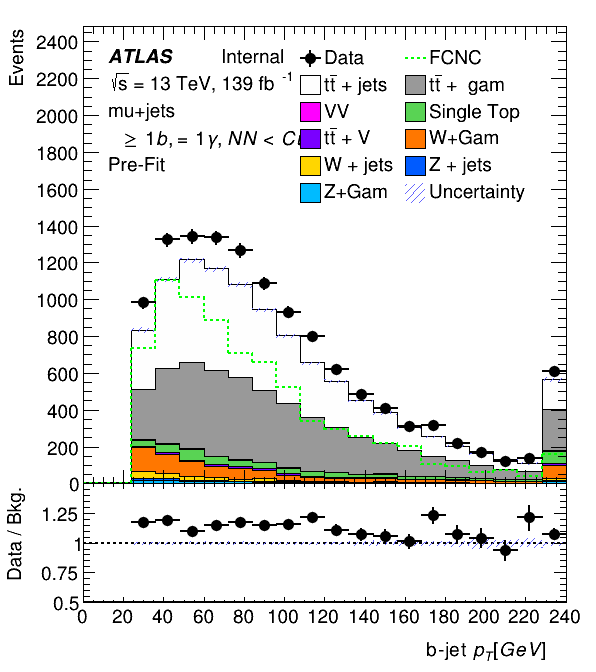 Events
2400
2200
2000
1800
1600
1400
1200
1000
800
600
400
200
0
ATLAS Internal
√s = 13 TeV, 139 fb -1
mu+jets
≥ 1b, = 1γ, NN <
Pre-Fit
Data
FCNC
tt̄ + jets
tt̄ + gam
VV
Single Top
tt̄ + V
W+Gam
W + jets
Z + jets
Z+Gam
Uncertainty
Data / Bkg.
1.25
1
0.75
0.5
0 20 40 60 80 100 120 140 160 180 200 220 240
b-jet pT[GeV]